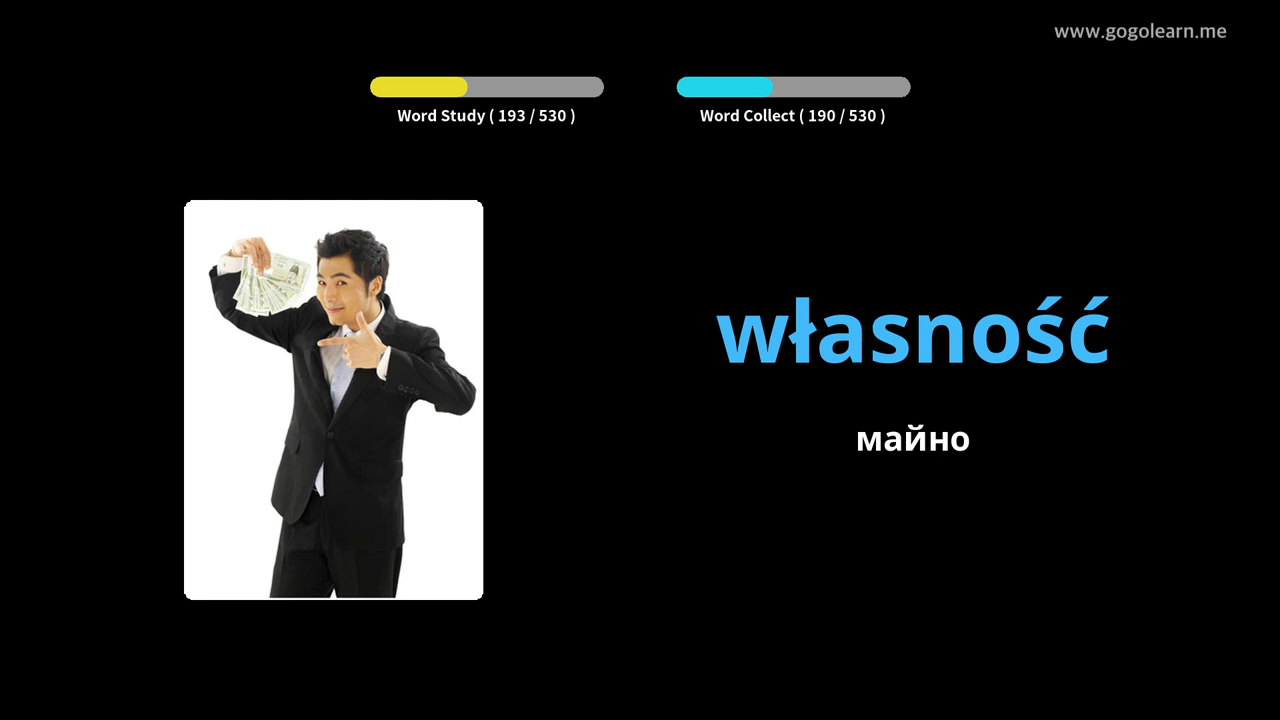 www.gogolearn.me
Word Study ( 193 / 530 )
Word Collect ( 190 / 530 )
własność
майно